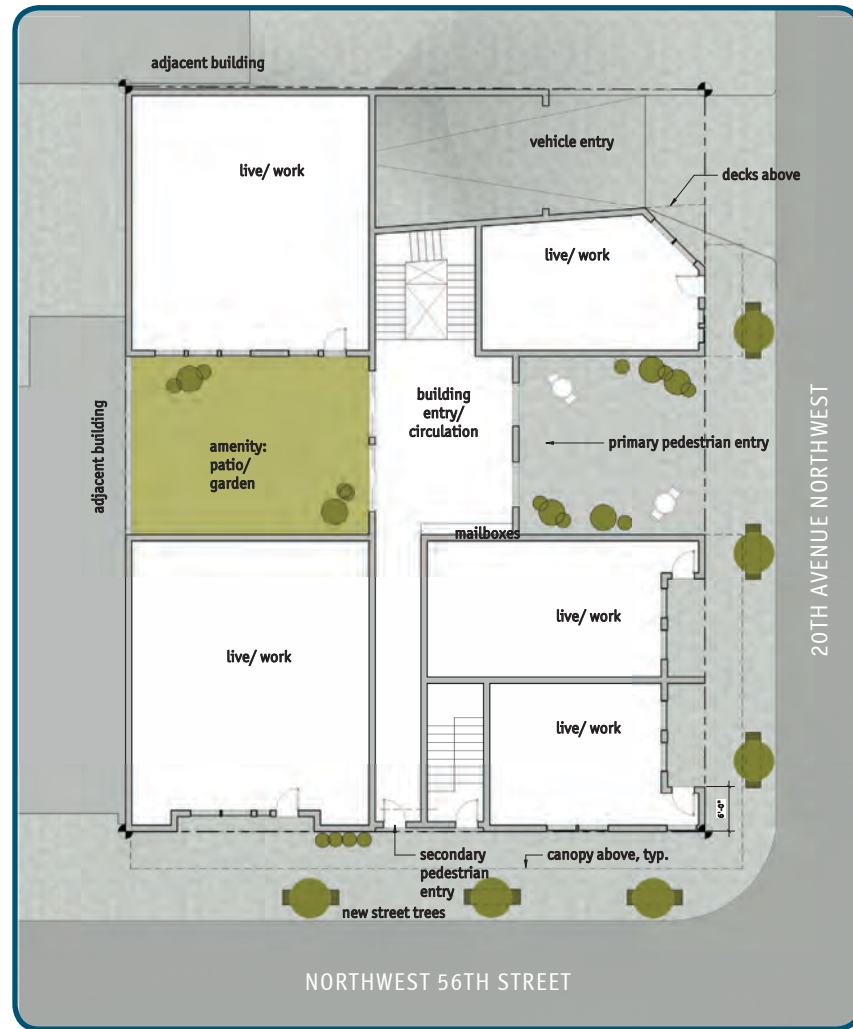 adjacent building
vehicle entry
live/ work
decks above
live/ work
building
entry/
circulation
adjacent building
amenity:
patio/
garden
primary pedestrian entry
20TH AVENUE NORTHWEST
mailboxes
live/ work
live/ work
live/ work
6'-0"
secondary
pedestrian
entry
canopy above, typ.
new street trees
NORTHWEST 56TH STREET